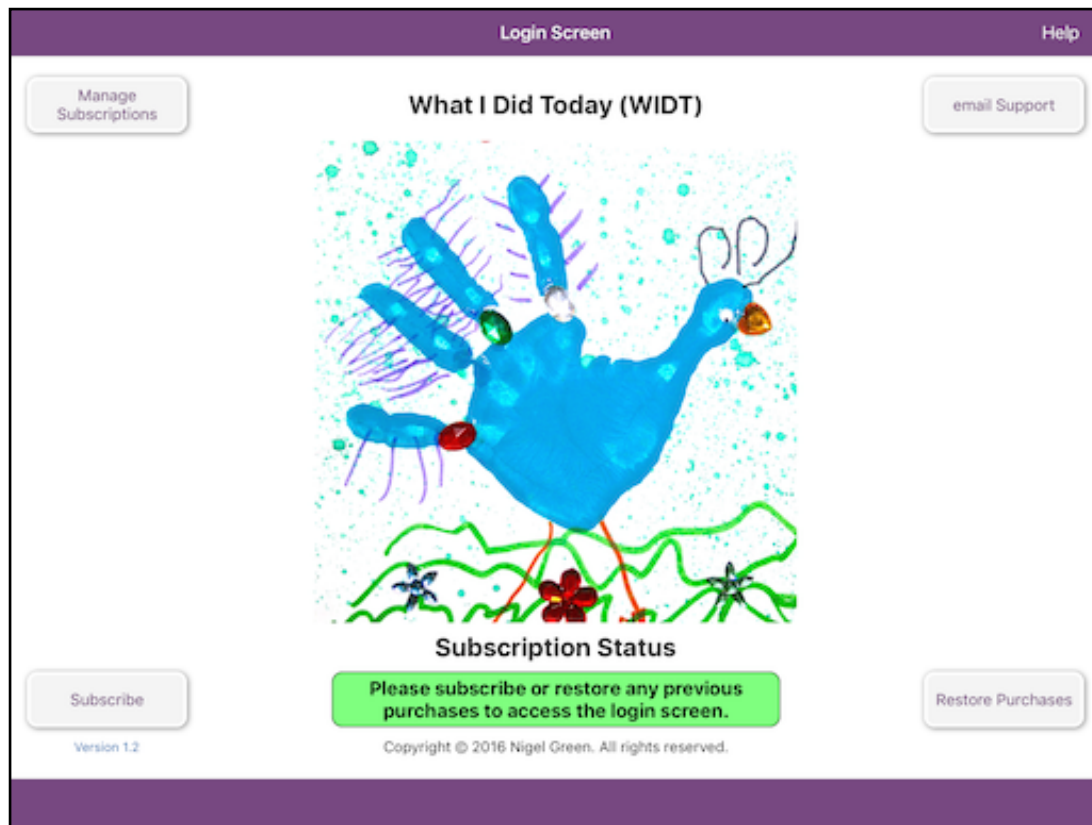 Login Screen
Help
Manage
Subscriptions
What I Did Today (WIDT)
email Support
Subscription Status
Subscribe
Please subscribe or restore any previous
purchases to access the login screen.
Restore Purchases
Version 1.2
Copyright © 2016 Nigel Green. All rights reserved.